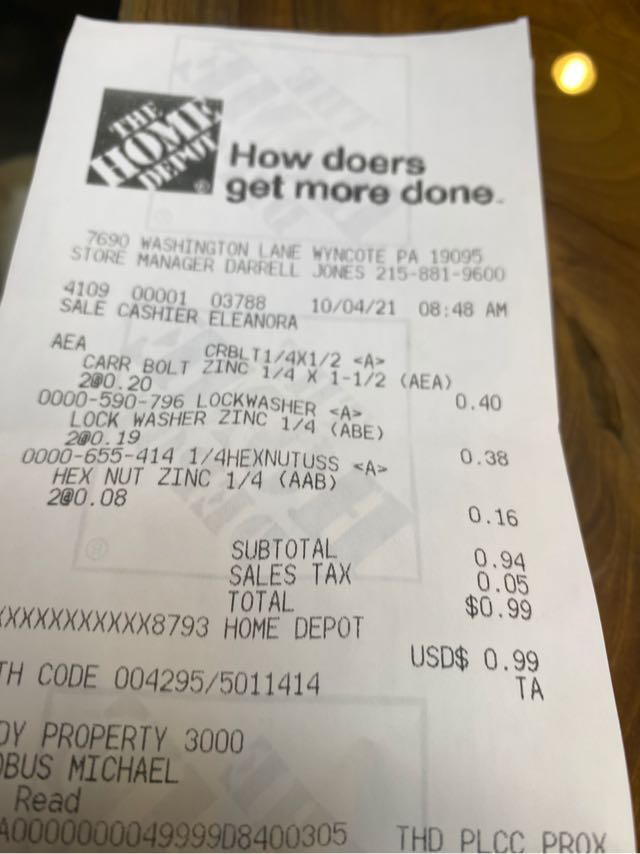 THE
HOME
DEPOT
®
How doers
get more done.
7690 WASHINGTON LANE WYNCOTE PA 19095
STORE MANAGER DARRELL JONES 215-881-9600
4109 00001 03788 10/04/21 08:48 AM
SALE CASHIER ELEANORA
AEA CRBLT1/4X1/2 <A>
CARR BOLT ZINC 1/4 X 1-1/2 (AEA)
2@0.20 0.40
0000-590-796 LOCKWASHER <A>
LOCK WASHER ZINC 1/4 (ABE)
2@0.19 0.38
0000-655-414 1/4HEXNUTUSS <A>
HEX NUT ZINC 1/4 (AAB)
2@0.08 0.16
SUBTOTAL 0.94
SALES TAX 0.05
TOTAL $0.99
XXXXXXXXXXXX8793 HOME DEPOT
USD$ 0.99
TH CODE 004295/5011414 TA
DY PROPERTY 3000
OBUS MICHAEL
Read
A0000000049999D8400305 THD PLCC PROX